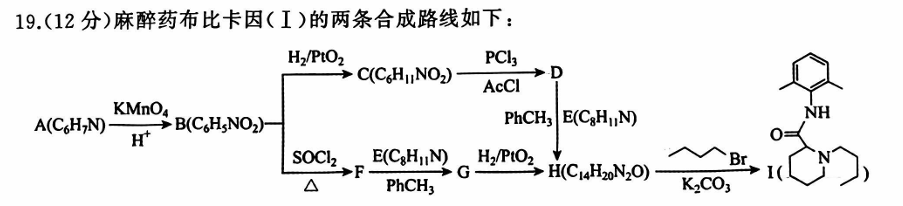 19.(12分)麻醉药布比卡因(Ⅰ)的两条合成路线如下：
H₂/PtO₂ C(C₆H₁₁NO₂) PCl₃ AcCl D
A(C₆H₇N) KMnO₄ H⁺ B(C₆H₅NO₂) PhCH₃ E(C₈H₁₁N)
SOCl₂ △ F E(C₈H₁₁N) PhCH₃ G H₂/PtO₂ H(C₁₄H₂₀N₂O) Br K₂CO₃ I( O NH N )